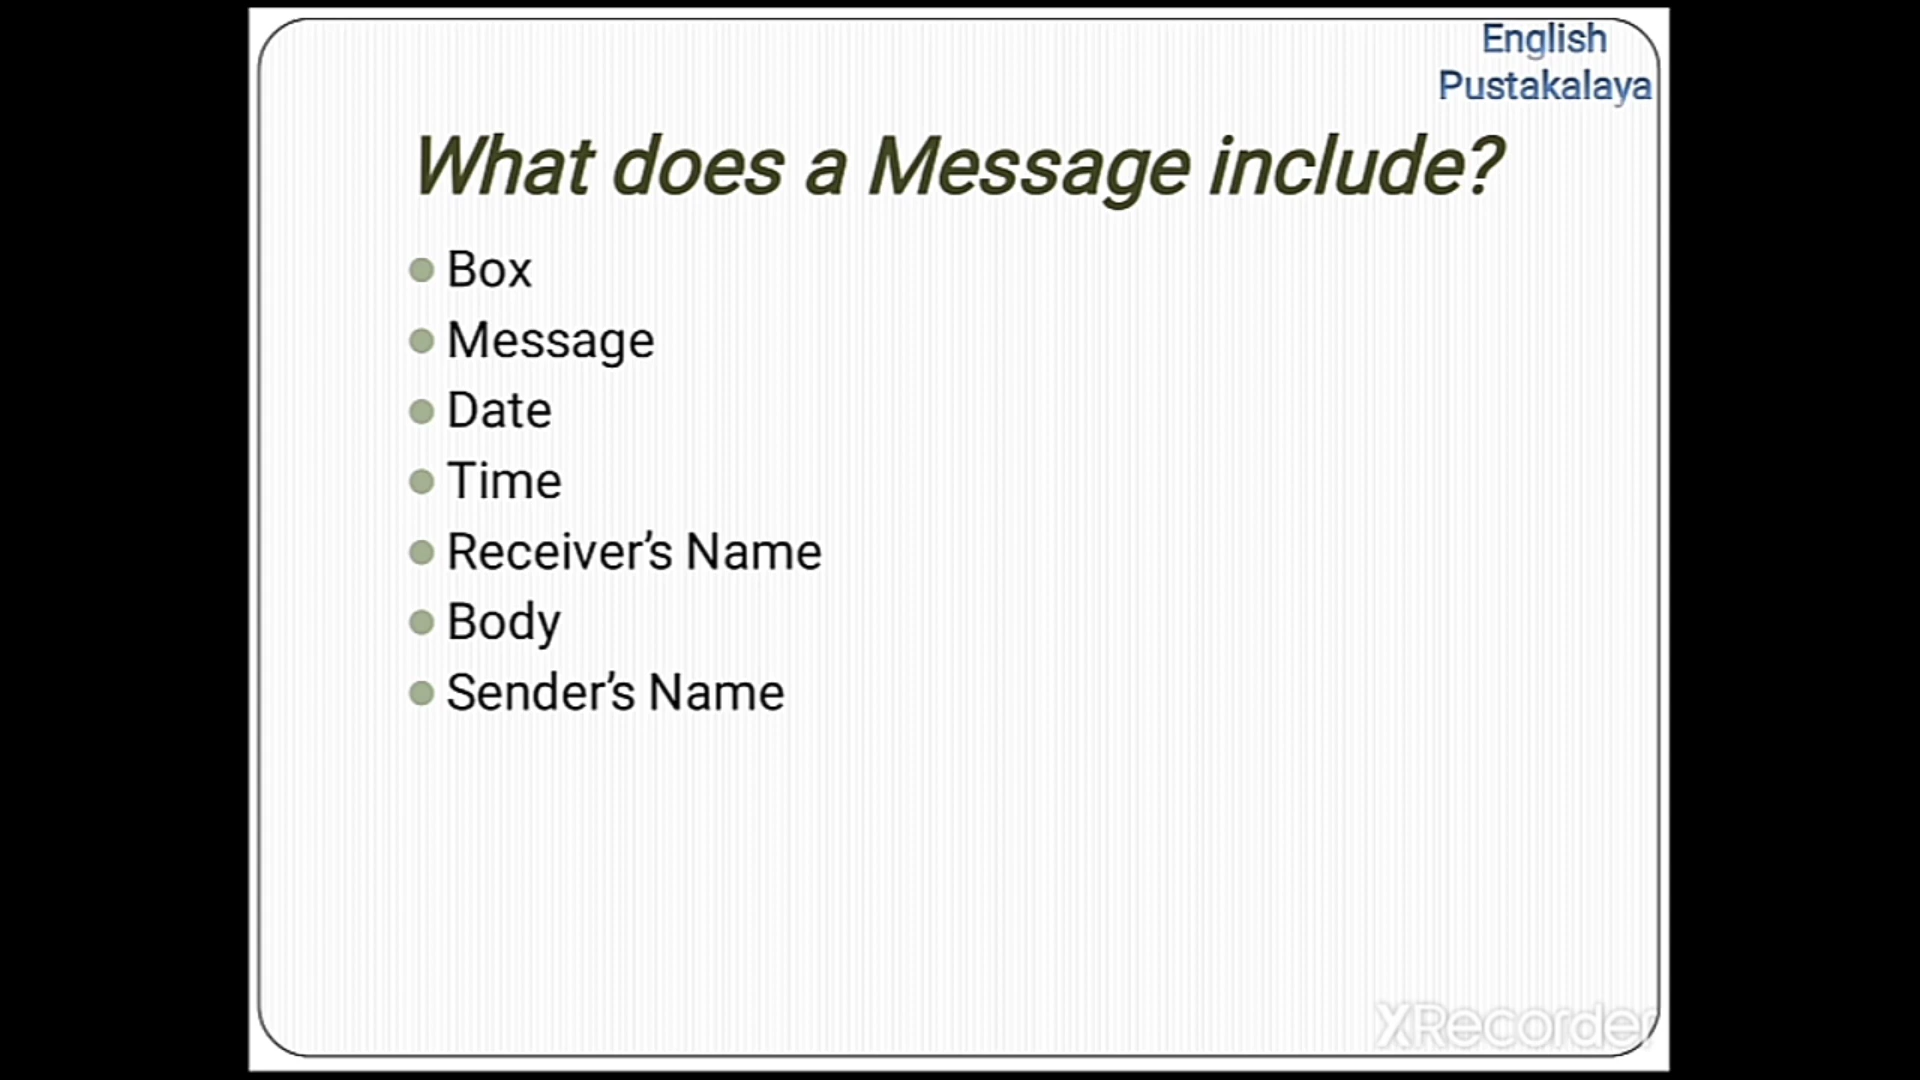 English
Pustakalaya
What does a Message include?
Box
Message
Date
Time
Receiver’s Name
Body
Sender’s Name
XRecorder